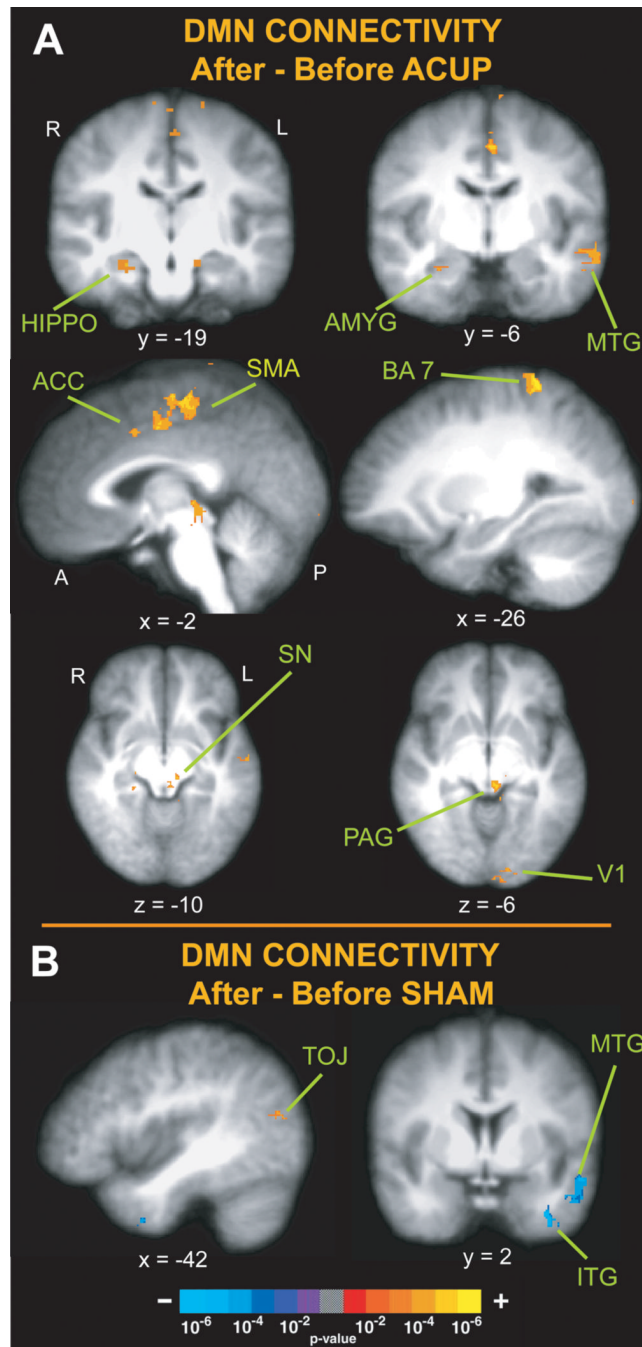 A
DMN CONNECTIVITY
After - Before ACUP
R
L
HIPPO
y = -19
AMYG
MTG
y = -6
ACC
SMA
BA 7
A
P
x = -2
x = -26
R
L
SN
PAG
V1
z = -10
z = -6
B
DMN CONNECTIVITY
After - Before SHAM
TOJ
MTG
ITG
x = -42
y = 2
− +
10⁻⁶ 10⁻⁴ 10⁻² 10⁻² 10⁻⁴ 10⁻⁶
p-value